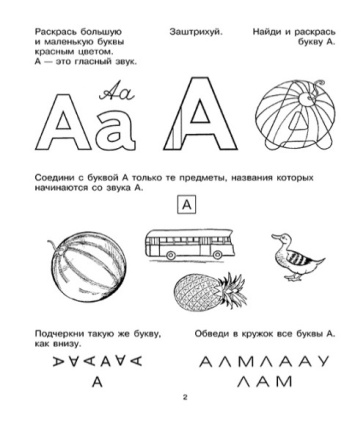 Раскрась большую
и маленькую буквы
красным цветом.
А — это гласный звук.
Заштрихуй.
Найди и раскрась
букву А.
Аа
Аа
А
А
Соедини с буквой А только те предметы, названия которых
начинаются со звука А.
А
Подчеркни такую же букву,
как внизу.
А А А А А А
А
Обведи в кружок все буквы А.
А Л М Л А А У
Л А М
2